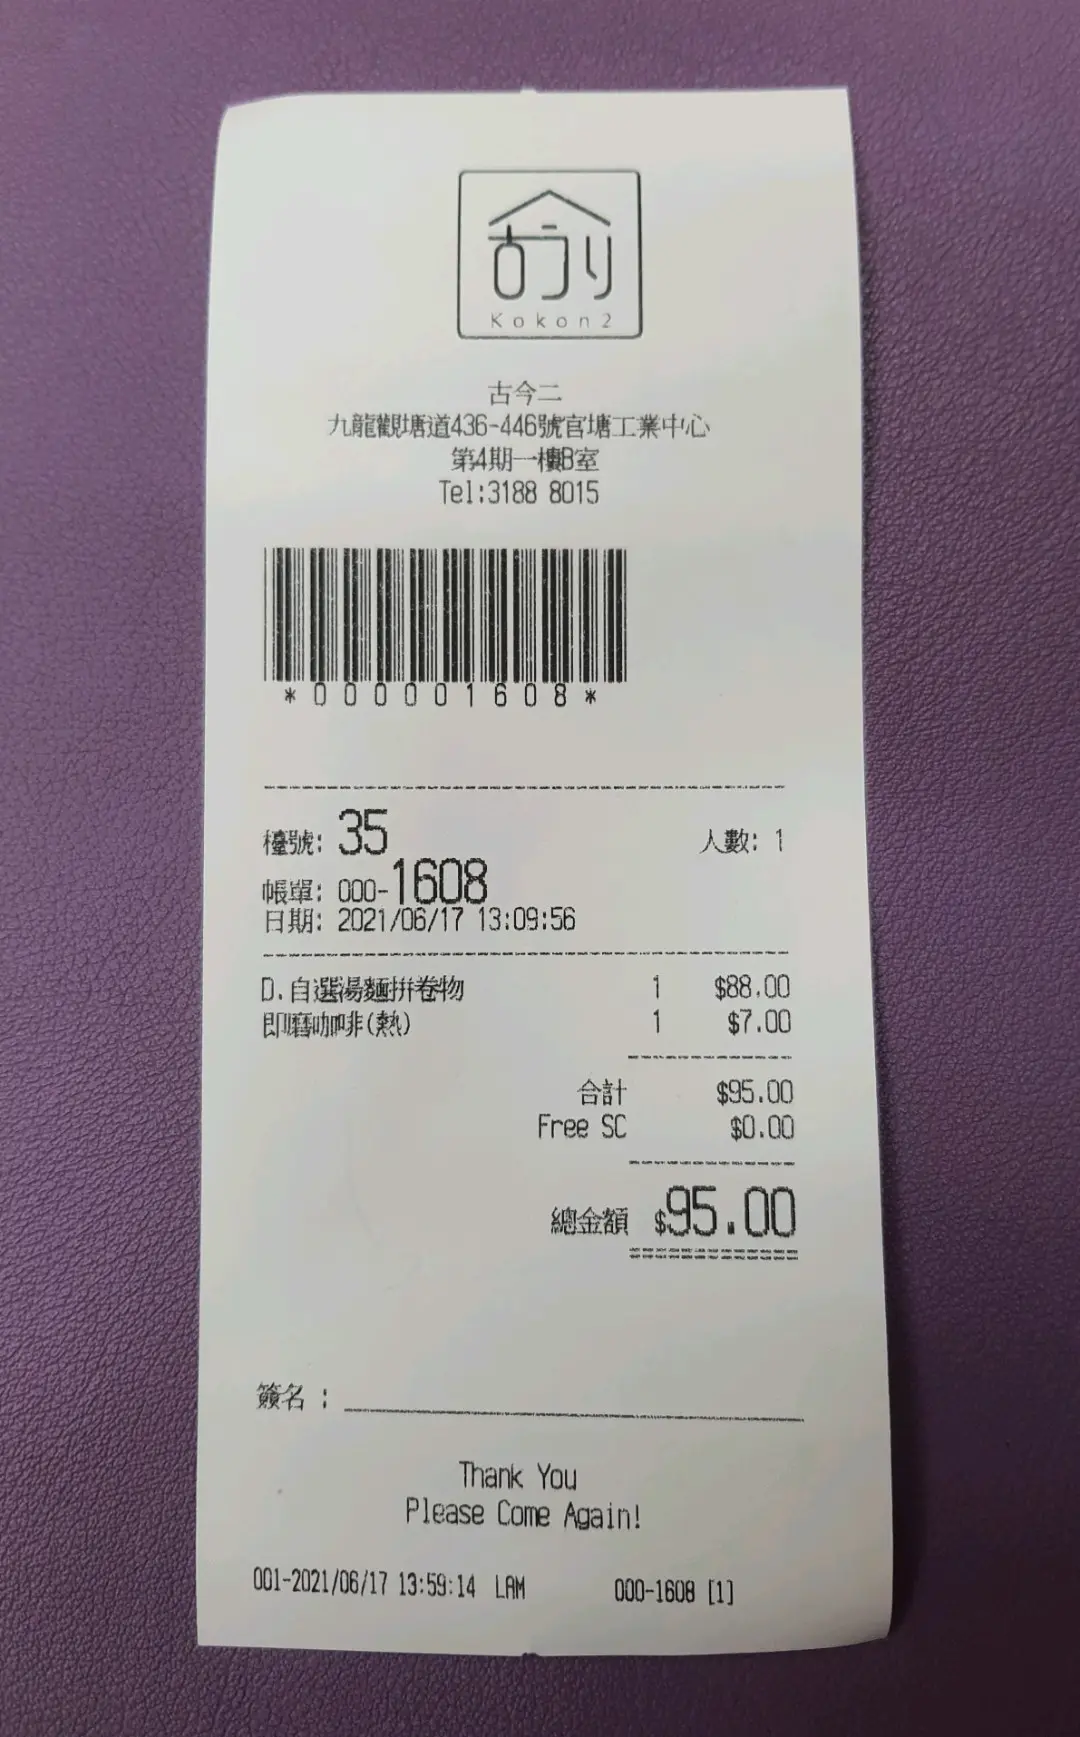 Kokon2
古今二
九龍觀塘道436-446號官塘工業中心
第4期一樓B室
Tel:3188 8015
*000001608*
檯號: 35 人數: 1
帳單: 000-1608
日期: 2021/06/17 13:09:56
D.自選湯麵拼卷物 1 $88.00
即磨咖啡(熱) 1 $7.00
合計 $95.00
Free SC $0.00
總金額 $95.00
簽名 :
Thank You
Please Come Again!
001-2021/06/17 13:59:14 LAM 000-1608 [1]